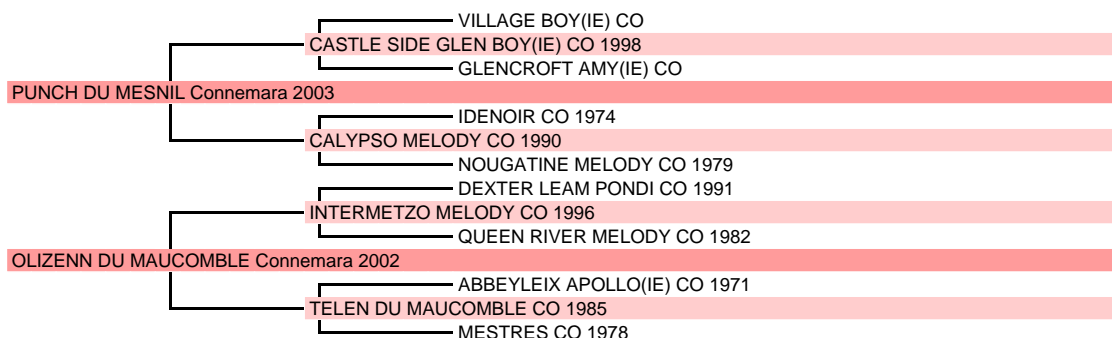 VILLAGE BOY(IE) CO
CASTLE SIDE GLEN BOY(IE) CO 1998
GLENCROFT AMY(IE) CO
PUNCH DU MESNIL Connemara 2003
IDENOIR CO 1974
CALYPSO MELODY CO 1990
NOUGATINE MELODY CO 1979
DEXTER LEAM PONDI CO 1991
INTERMETZO MELODY CO 1996
QUEEN RIVER MELODY CO 1982
OLIZENN DU MAUCOMBLE Connemara 2002
ABBEYLEIX APOLLO(IE) CO 1971
TELEN DU MAUCOMBLE CO 1985
MESTRES CO 1978